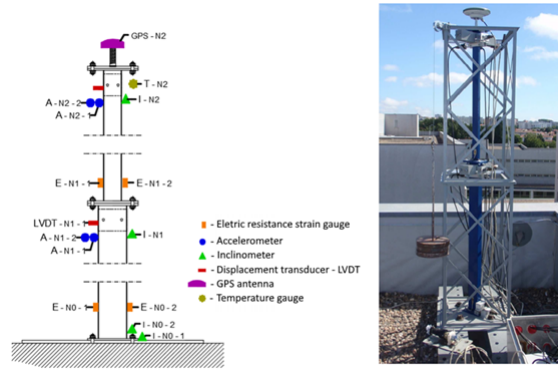 GPS-N2
T - N2
A - N2 - 2
I - N2
A - N2 - 1
E - N1 - 1
E - N1 - 2
LVDT - N1 - 1
A - N1 - 2
I - N1
A - N1 - 1
E - N0 - 1
E - N0 - 2
I - N0 - 2
I - N0 - 1
- Eletric resistance strain gauge
- Accelerometer
- Inclinometer
- Displacement transducer - LVDT
- GPS antenna
- Temperature gauge